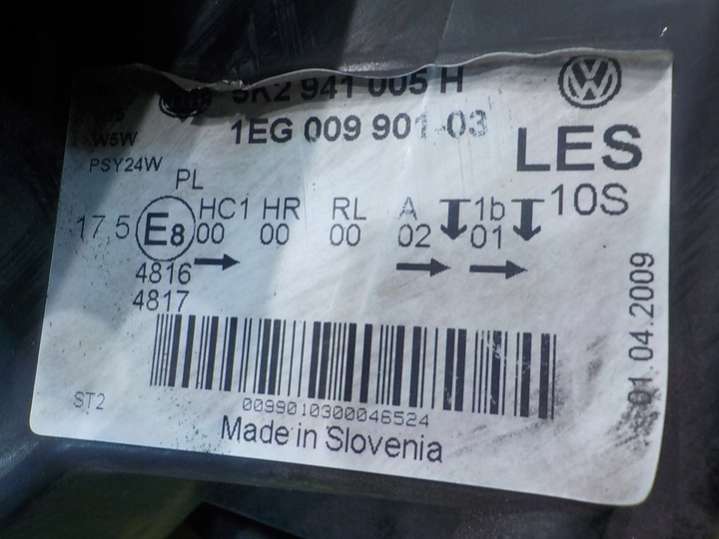 5K2 941 005 H
W5W
1EG 009 901-03
PSY24W
LES
PL
10S
17,5 E8 HC1 HR RL A 1b
00 00 00 02 01
4816
4817
01.04.2009
0099010300046524
ST2
Made in Slovenia